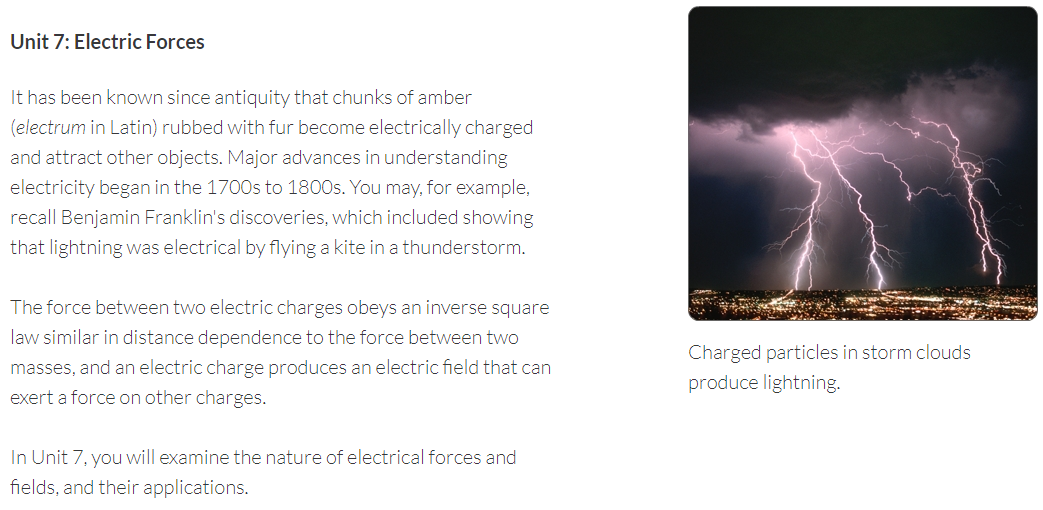 Unit 7: Electric Forces
It has been known since antiquity that chunks of amber
(electrum in Latin) rubbed with fur become electrically charged
and attract other objects. Major advances in understanding
electricity began in the 1700s to 1800s. You may, for example,
recall Benjamin Franklin's discoveries, which included showing
that lightning was electrical by flying a kite in a thunderstorm.
The force between two electric charges obeys an inverse square
law similar in distance dependence to the force between two
masses, and an electric charge produces an electric field that can
exert a force on other charges.
In Unit 7, you will examine the nature of electrical forces and
fields, and their applications.
Charged particles in storm clouds
produce lightning.